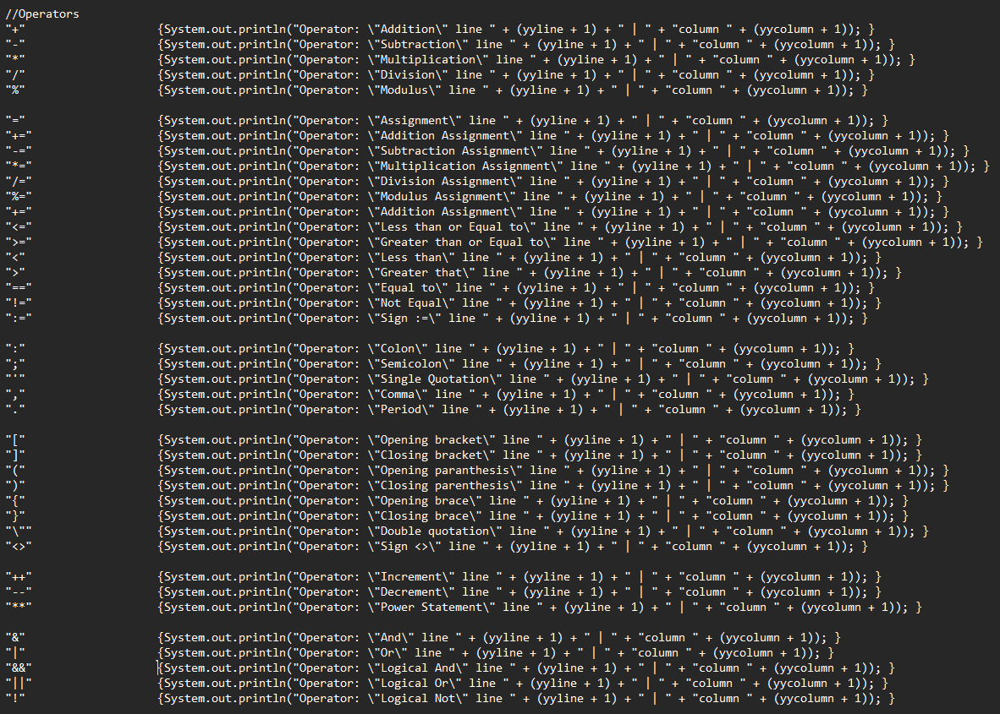 //Operators
"+" {System.out.println("Operator: \"Addition\" line " + (yyline + 1) + " | " + "column " + (yycolumn + 1)); }
"-" {System.out.println("Operator: \"Subtraction\" line " + (yyline + 1) + " | " + "column " + (yycolumn + 1)); }
"*" {System.out.println("Operator: \"Multiplication\" line " + (yyline + 1) + " | " + "column " + (yycolumn + 1)); }
"/" {System.out.println("Operator: \"Division\" line " + (yyline + 1) + " | " + "column " + (yycolumn + 1)); }
"%" {System.out.println("Operator: \"Modulus\" line " + (yyline + 1) + " | " + "column " + (yycolumn + 1)); }

"=" {System.out.println("Operator: \"Assignment\" line " + (yyline + 1) + " | " + "column " + (yycolumn + 1)); }
"+=" {System.out.println("Operator: \"Addition Assignment\" line " + (yyline + 1) + " | " + "column " + (yycolumn + 1)); }
"-=" {System.out.println("Operator: \"Subtraction Assignment\" line " + (yyline + 1) + " | " + "column " + (yycolumn + 1)); }
"*=" {System.out.println("Operator: \"Multiplication Assignment\" line " + (yyline + 1) + " | " + "column " + (yycolumn + 1)); }
"/=" {System.out.println("Operator: \"Division Assignment\" line " + (yyline + 1) + " | " + "column " + (yycolumn + 1)); }
"%=" {System.out.println("Operator: \"Modulus Assignment\" line " + (yyline + 1) + " | " + "column " + (yycolumn + 1)); }
"+=" {System.out.println("Operator: \"Addition Assignment\" line " + (yyline + 1) + " | " + "column " + (yycolumn + 1)); }
"<=" {System.out.println("Operator: \"Less than or Equal to\" line " + (yyline + 1) + " | " + "column " + (yycolumn + 1)); }
">=" {System.out.println("Operator: \"Greater than or Equal to\" line " + (yyline + 1) + " | " + "column " + (yycolumn + 1)); }
"<" {System.out.println("Operator: \"Less than\" line " + (yyline + 1) + " | " + "column " + (yycolumn + 1)); }
">" {System.out.println("Operator: \"Greater that\" line " + (yyline + 1) + " | " + "column " + (yycolumn + 1)); }
"==" {System.out.println("Operator: \"Equal to\" line " + (yyline + 1) + " | " + "column " + (yycolumn + 1)); }
"!=" {System.out.println("Operator: \"Not Equal\" line " + (yyline + 1) + " | " + "column " + (yycolumn + 1)); }
":=" {System.out.println("Operator: \"Sign :=\" line " + (yyline + 1) + " | " + "column " + (yycolumn + 1)); }

":" {System.out.println("Operator: \"Colon\" line " + (yyline + 1) + " | " + "column " + (yycolumn + 1)); }
";" {System.out.println("Operator: \"Semicolon\" line " + (yyline + 1) + " | " + "column " + (yycolumn + 1)); }
"'" {System.out.println("Operator: \"Single Quotation\" line " + (yyline + 1) + " | " + "column " + (yycolumn + 1)); }
"," {System.out.println("Operator: \"Comma\" line " + (yyline + 1) + " | " + "column " + (yycolumn + 1)); }
"." {System.out.println("Operator: \"Period\" line " + (yyline + 1) + " | " + "column " + (yycolumn + 1)); }

"[" {System.out.println("Operator: \"Opening bracket\" line " + (yyline + 1) + " | " + "column " + (yycolumn + 1)); }
"]" {System.out.println("Operator: \"Closing bracket\" line " + (yyline + 1) + " | " + "column " + (yycolumn + 1)); }
"(" {System.out.println("Operator: \"Opening paranthesis\" line " + (yyline + 1) + " | " + "column " + (yycolumn + 1)); }
")" {System.out.println("Operator: \"Closing parenthesis\" line " + (yyline + 1) + " | " + "column " + (yycolumn + 1)); }
"{" {System.out.println("Operator: \"Opening brace\" line " + (yyline + 1) + " | " + "column " + (yycolumn + 1)); }
"}" {System.out.println("Operator: \"Closing brace\" line " + (yyline + 1) + " | " + "column " + (yycolumn + 1)); }
"\"" {System.out.println("Operator: \"Double quotation\" line " + (yyline + 1) + " | " + "column " + (yycolumn + 1)); }
"<>" {System.out.println("Operator: \"Sign <>\" line " + (yyline + 1) + " | " + "column " + (yycolumn + 1)); }

"++" {System.out.println("Operator: \"Increment\" line " + (yyline + 1) + " | " + "column " + (yycolumn + 1)); }
"--" {System.out.println("Operator: \"Decrement\" line " + (yyline + 1) + " | " + "column " + (yycolumn + 1)); }
"**" {System.out.println("Operator: \"Power Statement\" line " + (yyline + 1) + " | " + "column " + (yycolumn + 1)); }

"&" {System.out.println("Operator: \"And\" line " + (yyline + 1) + " | " + "column " + (yycolumn + 1)); }
"|" {System.out.println("Operator: \"Or\" line " + (yyline + 1) + " | " + "column " + (yycolumn + 1)); }
"&&" {System.out.println("Operator: \"Logical And\" line " + (yyline + 1) + " | " + "column " + (yycolumn + 1)); }
"||" {System.out.println("Operator: \"Logical Or\" line " + (yyline + 1) + " | " + "column " + (yycolumn + 1)); }
"!" {System.out.println("Operator: \"Logical Not\" line " + (yyline + 1) + " | " + "column " + (yycolumn + 1)); }